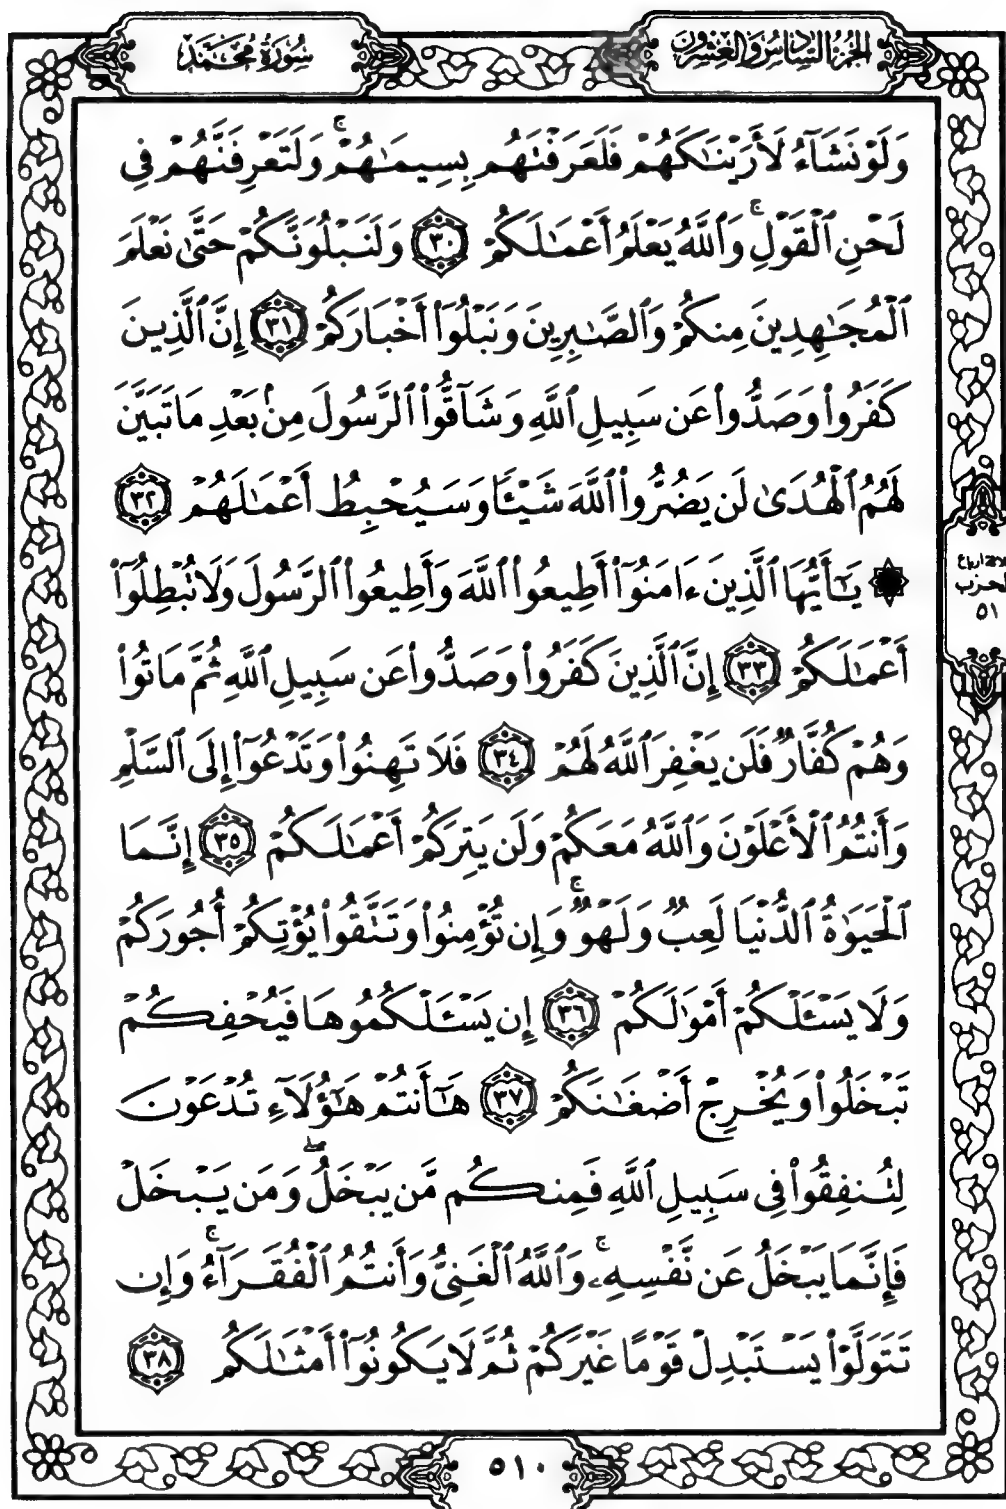 الجزء السادس والعشرون
سورة محمد
وَلَوْ نَشَآءُ لَأَرَيْنَٰكَهُمْ فَلَعَرَفْتَهُم بِسِيمَٰهُمْ ۚ وَلَتَعْرِفَنَّهُمْ فِى
لَحْنِ ٱلْقَوْلِ ۚ وَٱللَّهُ يَعْلَمُ أَعْمَٰلَكُمْ ٣٠ وَلَنَبْلُوَنَّكُمْ حَتَّىٰ نَعْلَمَ
ٱلْمُجَٰهِدِينَ مِنكُمْ وَٱلصَّٰبِرِينَ وَنَبْلُوَا۟ أَخْبَارَكُمْ ٣١ إِنَّ ٱلَّذِينَ
كَفَرُوا۟ وَصَدُّوا۟ عَن سَبِيلِ ٱللَّهِ وَشَآقُّوا۟ ٱلرَّسُولَ مِنۢ بَعْدِ مَا تَبَيَّنَ
لَهُمُ ٱلْهُدَىٰ لَن يَضُرُّوا۟ ٱللَّهَ شَيْـًٔا وَسَيُحْبِطُ أَعْمَٰلَهُمْ ٣٢
۞ يَٰٓأَيُّهَا ٱلَّذِينَ ءَامَنُوٓا۟ أَطِيعُوا۟ ٱللَّهَ وَأَطِيعُوا۟ ٱلرَّسُولَ وَلَا تُبْطِلُوٓا۟
أَعْمَٰلَكُمْ ٣٣ إِنَّ ٱلَّذِينَ كَفَرُوا۟ وَصَدُّوا۟ عَن سَبِيلِ ٱللَّهِ ثُمَّ مَاتُوا۟
وَهُمْ كُفَّارٌ فَلَن يَغْفِرَ ٱللَّهُ لَهُمْ ٣٤ فَلَا تَهِنُوا۟ وَتَدْعُوٓا۟ إِلَى ٱلسَّلْمِ
وَأَنتُمُ ٱلْأَعْلَوْنَ وَٱللَّهُ مَعَكُمْ وَلَن يَتِرَكُمْ أَعْمَٰلَكُمْ ٣٥ إِنَّمَا
ٱلْحَيَوٰةُ ٱلدُّنْيَا لَعِبٌ وَلَهْوٌ ۚ وَإِن تُؤْمِنُوا۟ وَتَتَّقُوا۟ يُؤْتِكُمْ أُجُورَكُمْ
وَلَا يَسْـَٔلْكُمْ أَمْوَٰلَكُمْ ٣٦ إِن يَسْـَٔلْكُمُوهَا فَيُحْفِكُمْ
تَبْخَلُوا۟ وَيُخْرِجْ أَضْغَٰنَكُمْ ٣٧ هَٰٓأَنتُمْ هَٰٓؤُلَآءِ تُدْعَوْنَ
لِتُنفِقُوا۟ فِى سَبِيلِ ٱللَّهِ فَمِنكُم مَّن يَبْخَلُ ۖ وَمَن يَبْخَلْ
فَإِنَّمَا يَبْخَلُ عَن نَّفْسِهِۦ ۚ وَٱللَّهُ ٱلْغَنِىُّ وَأَنتُمُ ٱلْفُقَرَآءُ ۚ وَإِن
تَتَوَلَّوْا۟ يَسْتَبْدِلْ قَوْمًا غَيْرَكُمْ ثُمَّ لَا يَكُونُوٓا۟ أَمْثَٰلَكُم ٣٨
أرباع
الحزب
٥١
٥١٠